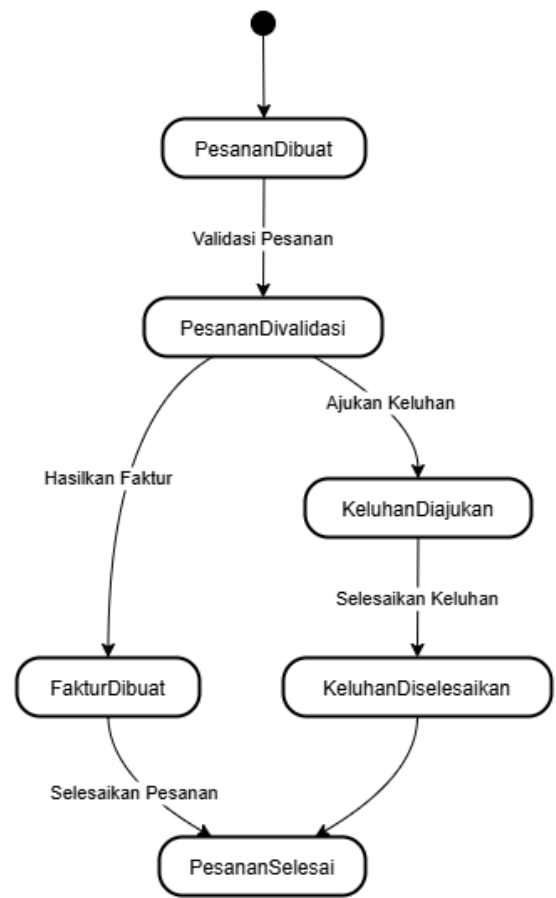 PesananDibuat
Validasi Pesanan
PesananDivalidasi
Ajukan Keluhan
Hasilkan Faktur
KeluhanDiajukan
Selesaikan Keluhan
FakturDibuat
KeluhanDiselesaikan
Selesaikan Pesanan
PesananSelesai